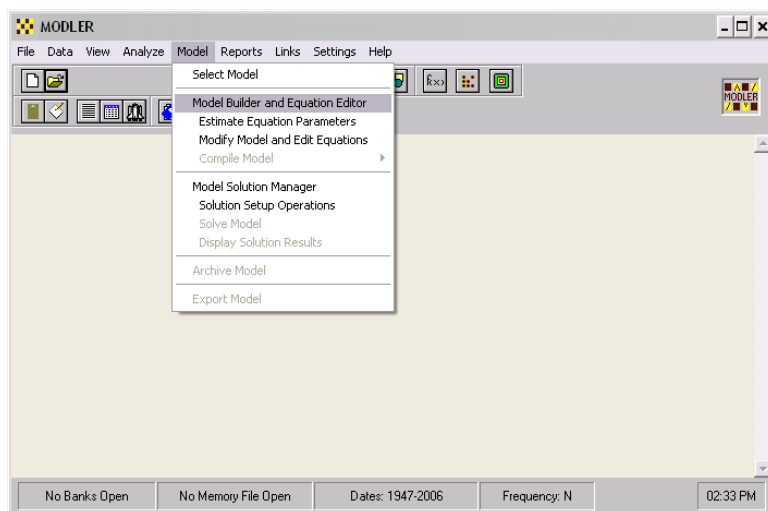 MODLER
File Data View Analyze Model Reports Links Settings Help
Select Model
f(x)
MODLER
Model Builder and Equation Editor
Estimate Equation Parameters
Modify Model and Edit Equations
Compile Model
Model Solution Manager
Solution Setup Operations
Solve Model
Display Solution Results
Archive Model
Export Model
No Banks Open No Memory File Open Dates: 1947-2006 Frequency: N 02:33 PM